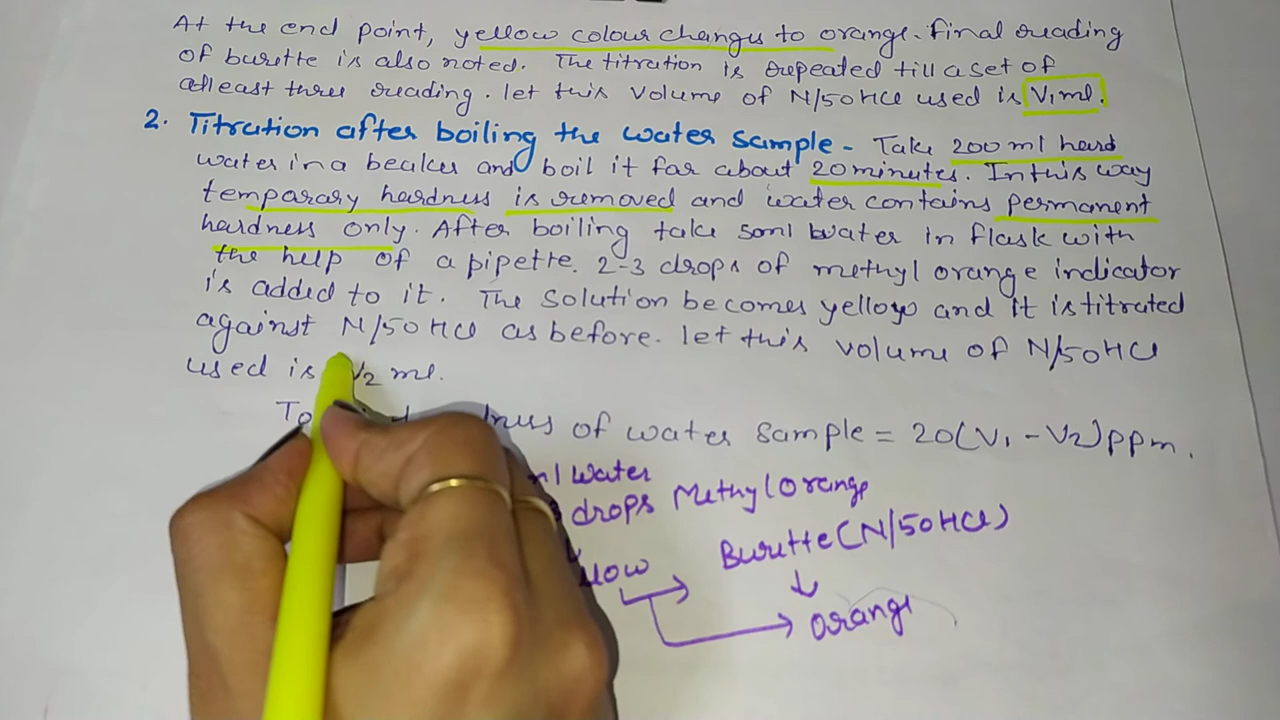 At the end point, yellow colour changes to orange. Final reading
of burette is also noted. The titration is repeated till a set of
atleast three reading. let this volume of N/50 HCl used is V1 ml.
2. Titration after boiling the water sample - Take 200 ml hard
water in a beaker and boil it for about 20 minutes. In this way
temparary hardness is removed and water contains permanent
hardness only. After boiling take 50ml water in flask with
the help of a pipette. 2-3 drops of methyl orange indicator
is added to it. The solution becomes yellow and it is titrated
against N/50 HCl as before. let this volume of N/50 HCl
used is V2 ml.
of water sample = 20(V1 - V2)ppm.
water
drops Methyl orange
Burette (N/50 HCl)
orange